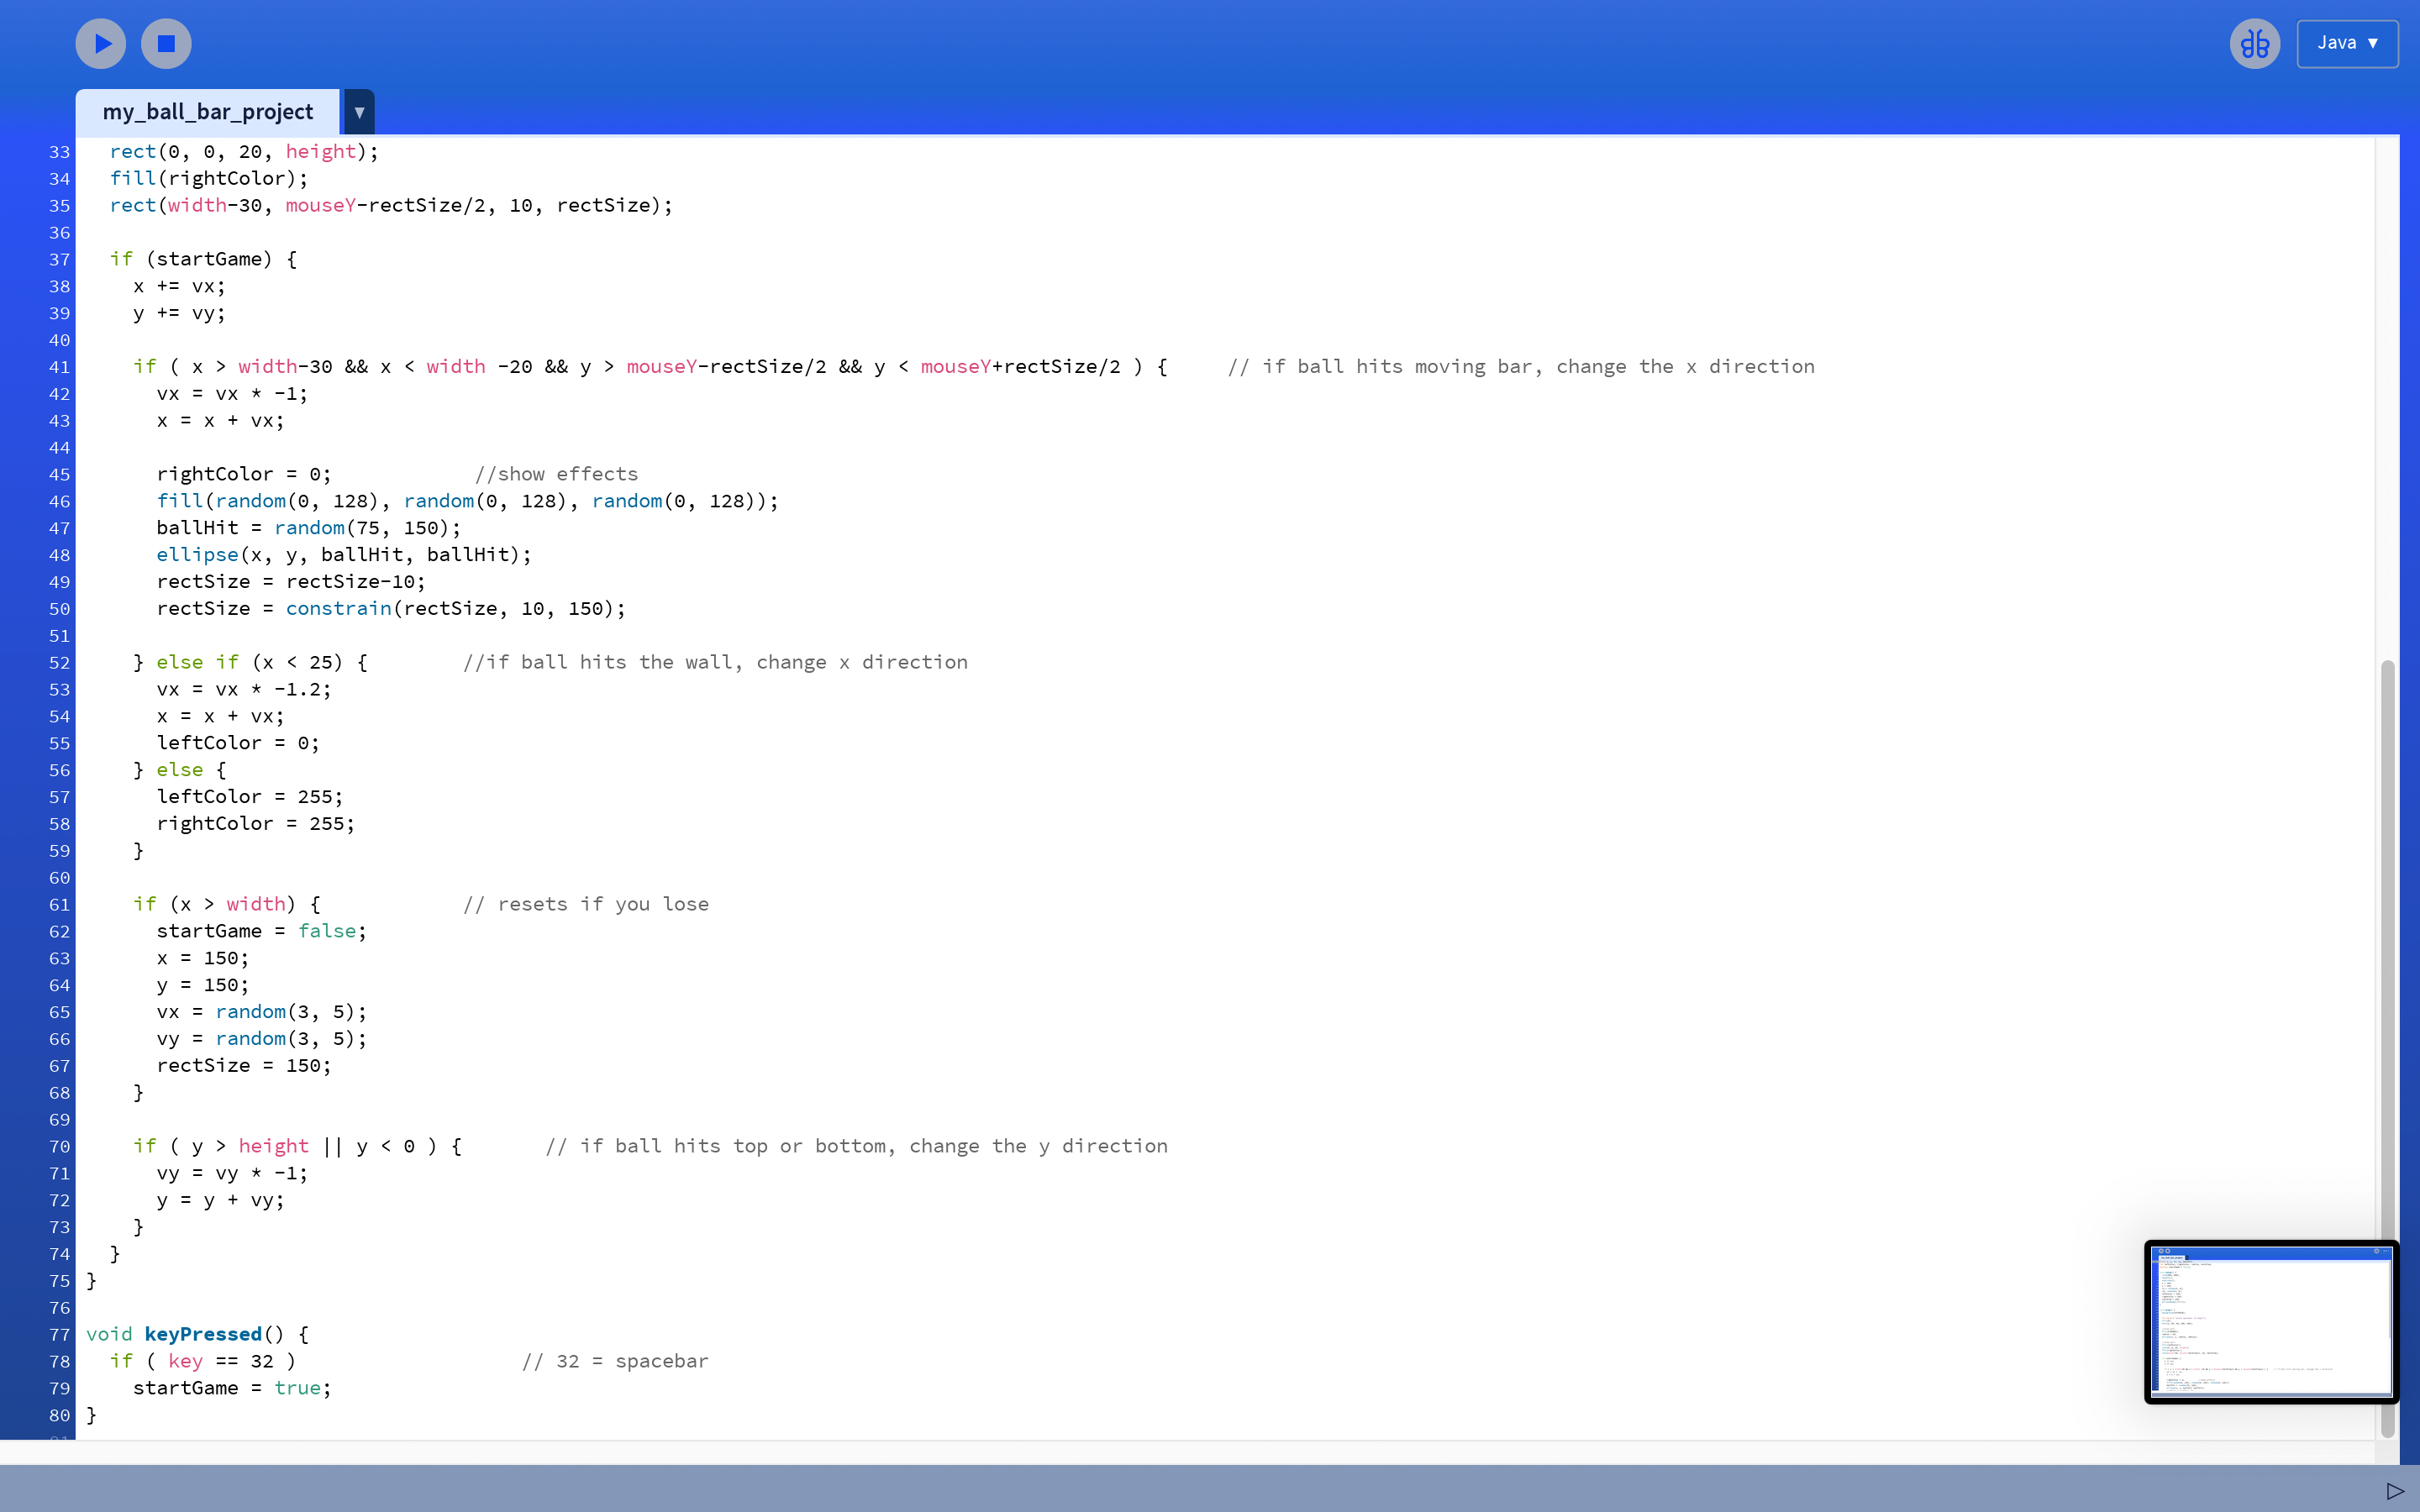 Java ▼
my_ball_bar_project ▼
33   rect(0, 0, 20, height);
34   fill(rightColor);
35   rect(width-30, mouseY-rectSize/2, 10, rectSize);
36
37   if (startGame) {
38     x += vx;
39     y += vy;
40
41     if ( x > width-30 && x < width -20 && y > mouseY-rectSize/2 && y < mouseY+rectSize/2 ) {     // if ball hits moving bar, change the x direction
42       vx = vx * -1;
43       x = x + vx;
44
45       rightColor = 0;            //show effects
46       fill(random(0, 128), random(0, 128), random(0, 128));
47       ballHit = random(75, 150);
48       ellipse(x, y, ballHit, ballHit);
49       rectSize = rectSize-10;
50       rectSize = constrain(rectSize, 10, 150);
51
52     } else if (x < 25) {        //if ball hits the wall, change x direction
53       vx = vx * -1.2;
54       x = x + vx;
55       leftColor = 0;
56     } else {
57       leftColor = 255;
58       rightColor = 255;
59     }
60
61     if (x > width) {            // resets if you lose
62       startGame = false;
63       x = 150;
64       y = 150;
65       vx = random(3, 5);
66       vy = random(3, 5);
67       rectSize = 150;
68     }
69
70     if ( y > height || y < 0 ) {       // if ball hits top or bottom, change the y direction
71       vy = vy * -1;
72       y = y + vy;
73     }
74   }
75 }
76
77 void keyPressed() {
78   if ( key == 32 )                   // 32 = spacebar
79     startGame = true;
80 }